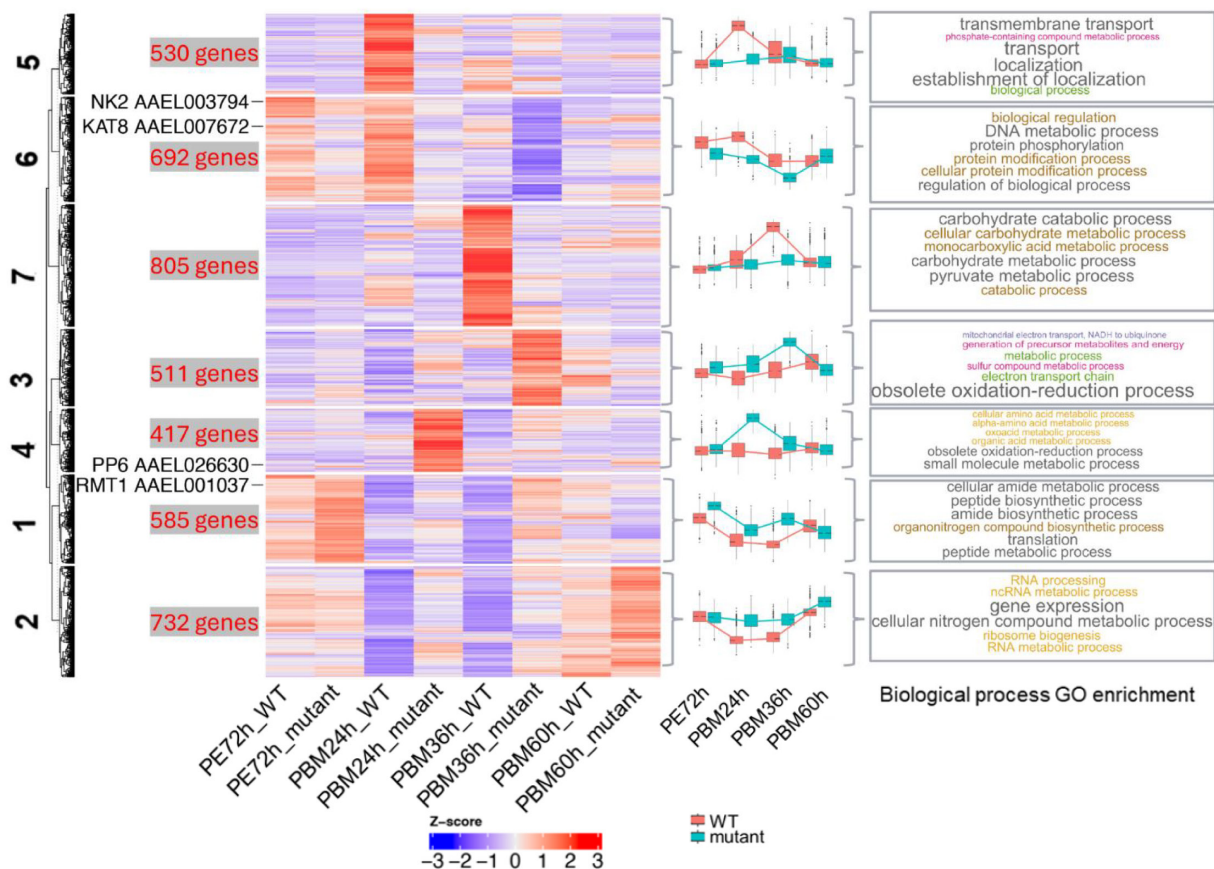 5
530 genes
transmembrane transport
phosphate-containing compound metabolic process
transport
localization
establishment of localization
biological process
NK2 AAEL003794
KAT8 AAEL007672
6
692 genes
biological regulation
DNA metabolic process
protein phosphorylation
protein modification process
cellular protein modification process
regulation of biological process
7
805 genes
carbohydrate catabolic process
cellular carbohydrate metabolic process
monocarboxylic acid metabolic process
carbohydrate metabolic process
pyruvate metabolic process
catabolic process
3
511 genes
mitochondrial electron transport, NADH to ubiquinone
generation of precursor metabolites and energy
metabolic process
sulfur compound metabolic process
electron transport chain
obsolete oxidation-reduction process
4
417 genes
PP6 AAEL026630
cellular amino acid metabolic process
alpha-amino acid metabolic process
oxoacid metabolic process
organic acid metabolic process
obsolete oxidation-reduction process
small molecule metabolic process
RMT1 AAEL001037
1
585 genes
cellular amide metabolic process
peptide biosynthetic process
amide biosynthetic process
organonitrogen compound biosynthetic process
translation
peptide metabolic process
2
732 genes
RNA processing
ncRNA metabolic process
gene expression
cellular nitrogen compound metabolic process
ribosome biogenesis
RNA metabolic process
PE72h_WT
PE72h_mutant
PBM24h_WT
PBM24h_mutant
PBM36h_WT
PBM36h_mutant
PBM60h_WT
PBM60h_mutant
PE72h
PBM24h
PBM36h
PBM60h
Biological process GO enrichment
Z-score
−3 −2 −1 0 1 2 3
WT
mutant